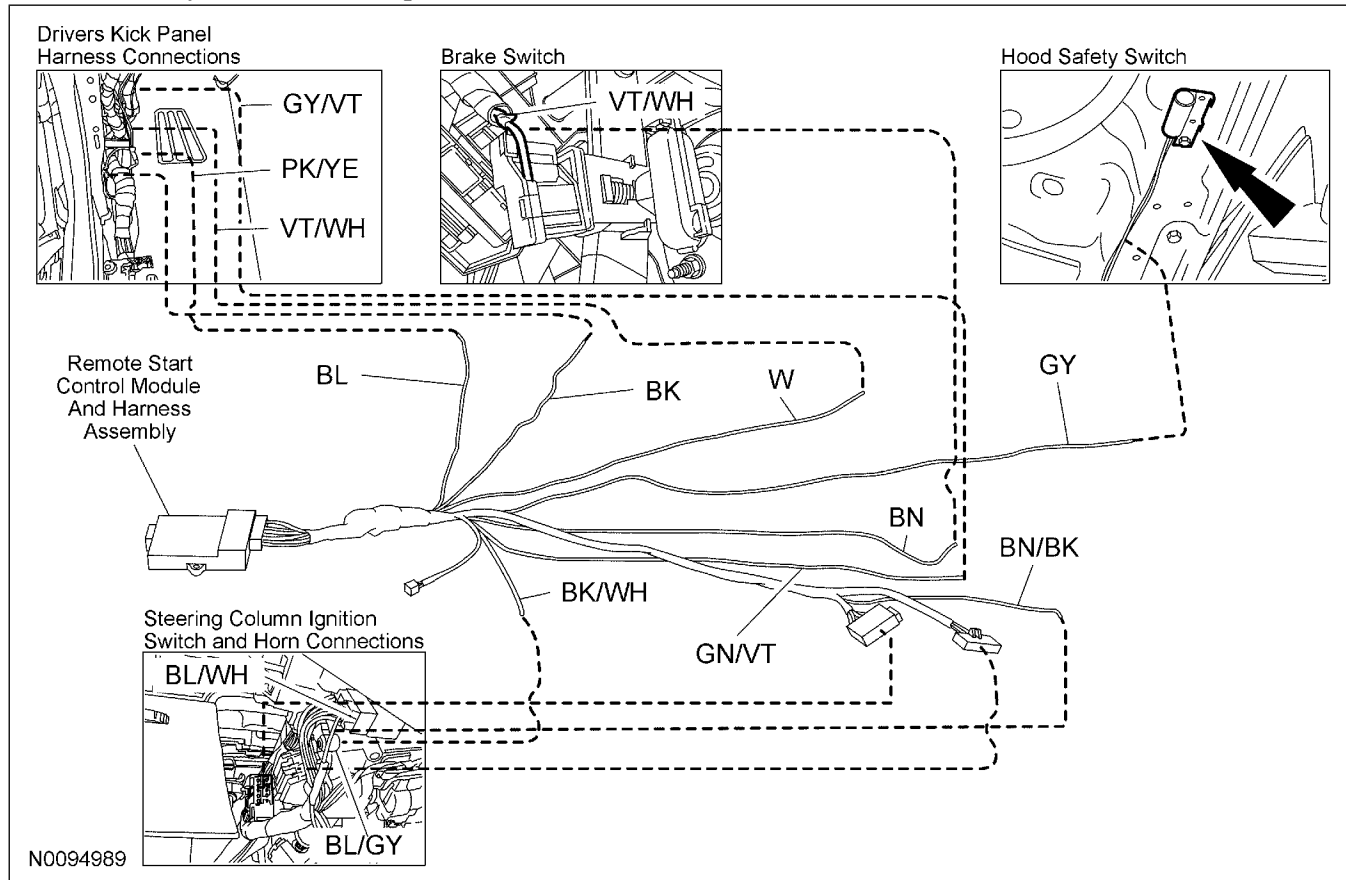 Drivers Kick Panel
Harness Connections
GY/VT
PK/YE
VT/WH
Brake Switch
VT/WH
Hood Safety Switch
Remote Start
Control Module
And Harness
Assembly
BL
BK
W
GY
BN
BN/BK
BK/WH
GN/VT
Steering Column Ignition
Switch and Horn Connections
BL/WH
BL/GY
N0094989